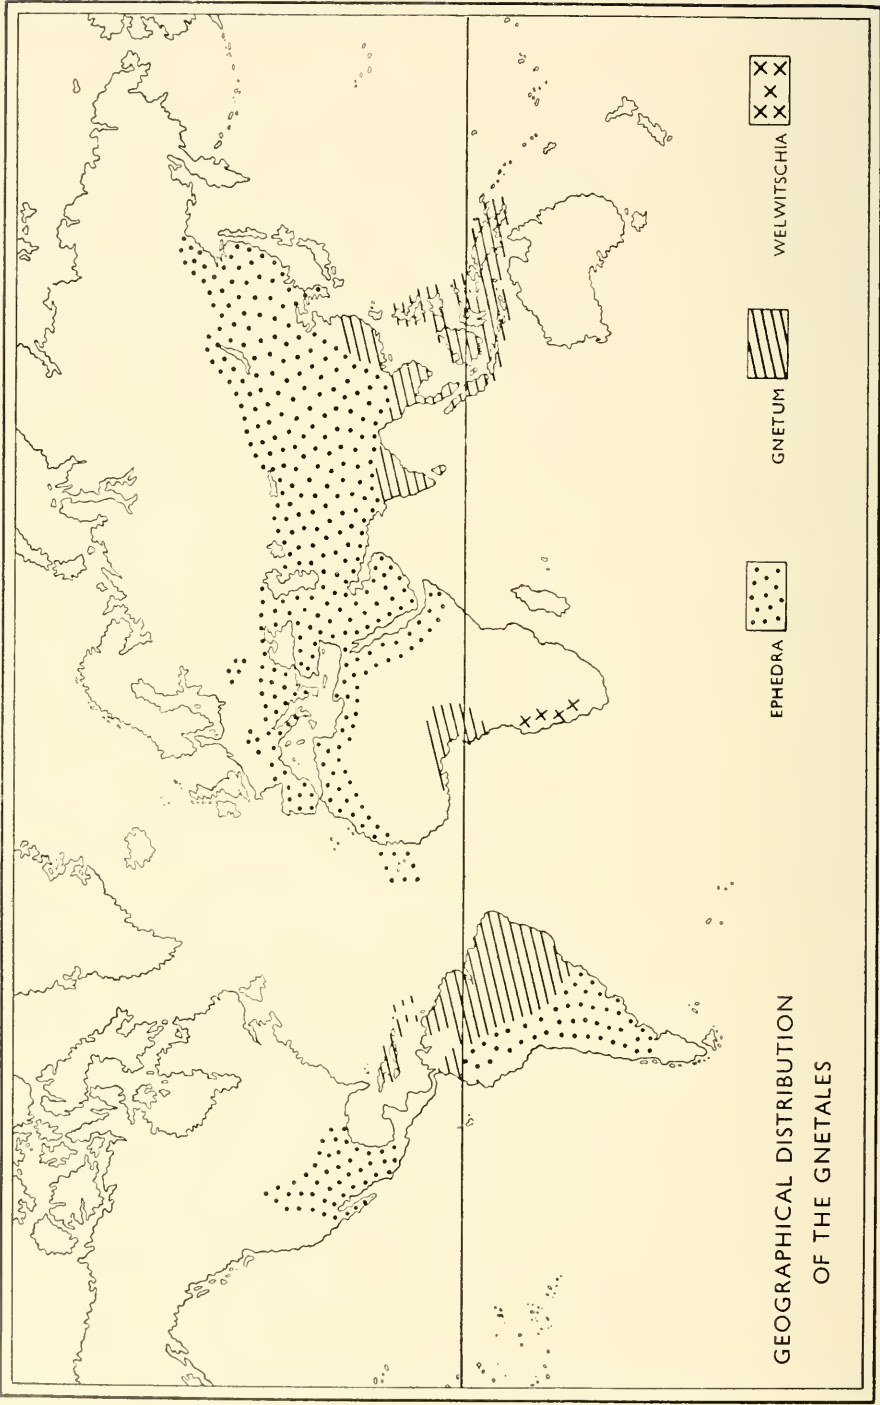 GEOGRAPHICAL DISTRIBUTION
OF THE GNETALES
EPHEDRA
GNETUM
WELWITSCHIA